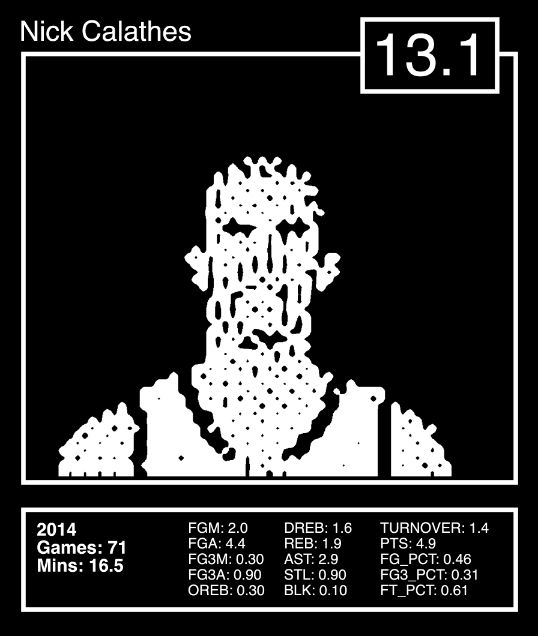 Nick Calathes
13.1
2014
Games: 71
Mins: 16.5
FGM: 2.0
FGA: 4.4
FG3M: 0.30
FG3A: 0.90
OREB: 0.30
DREB: 1.6
REB: 1.9
AST: 2.9
STL: 0.90
BLK: 0.10
TURNOVER: 1.4
PTS: 4.9
FG_PCT: 0.46
FG3_PCT: 0.31
FT_PCT: 0.61